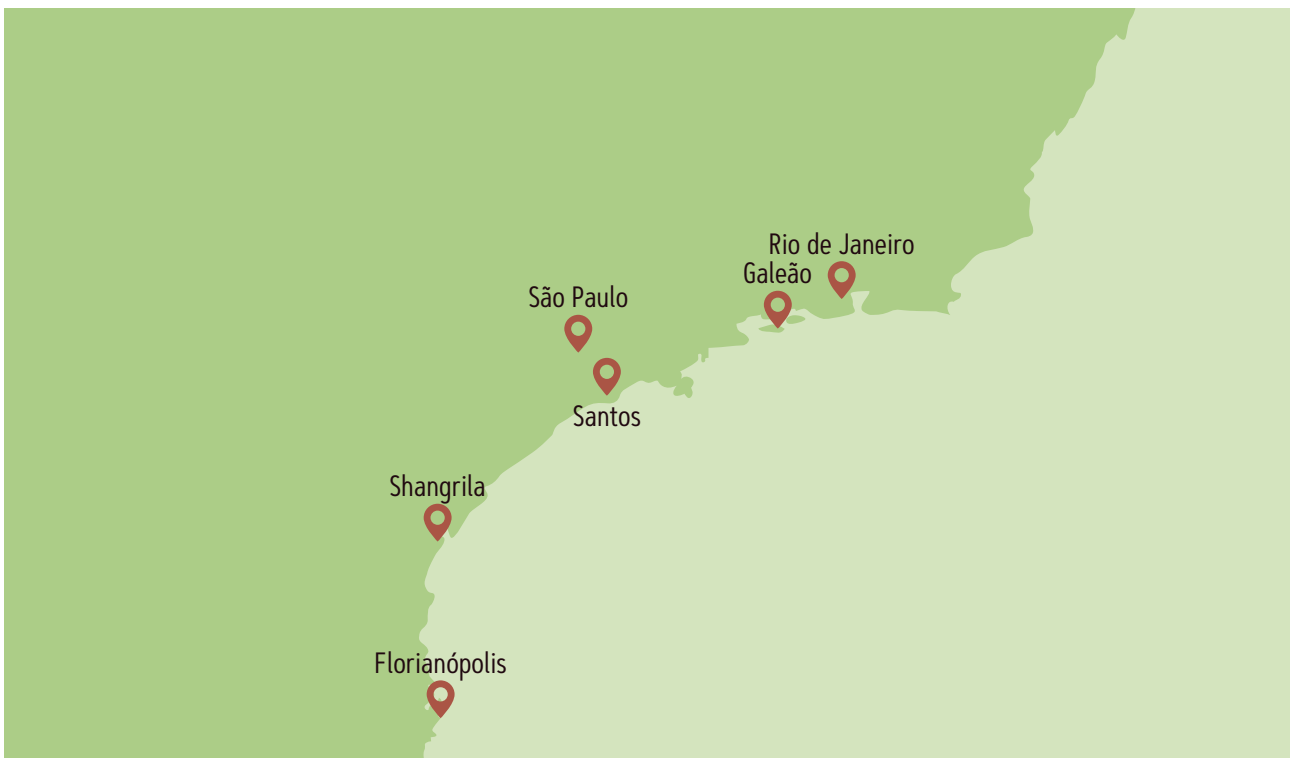 Rio de Janeiro
Galeão
São Paulo
Santos
Shangrila
Florianópolis